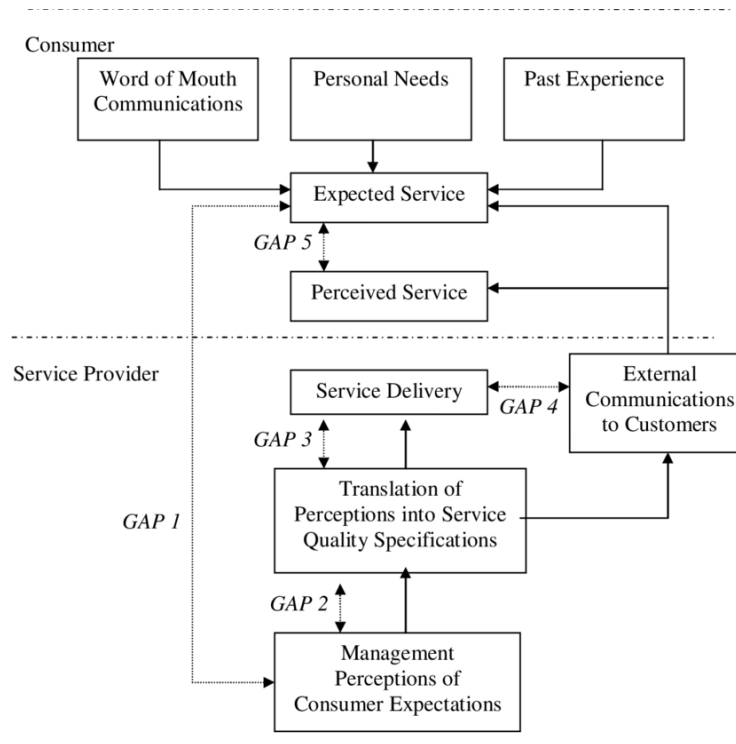 Consumer
Word of Mouth
Communications
Personal Needs
Past Experience
Expected Service
GAP 5
Perceived Service
Service Provider
Service Delivery
GAP 4
External
Communications
to Customers
GAP 3
Translation of
Perceptions into Service
Quality Specifications
GAP 1
GAP 2
Management
Perceptions of
Consumer Expectations